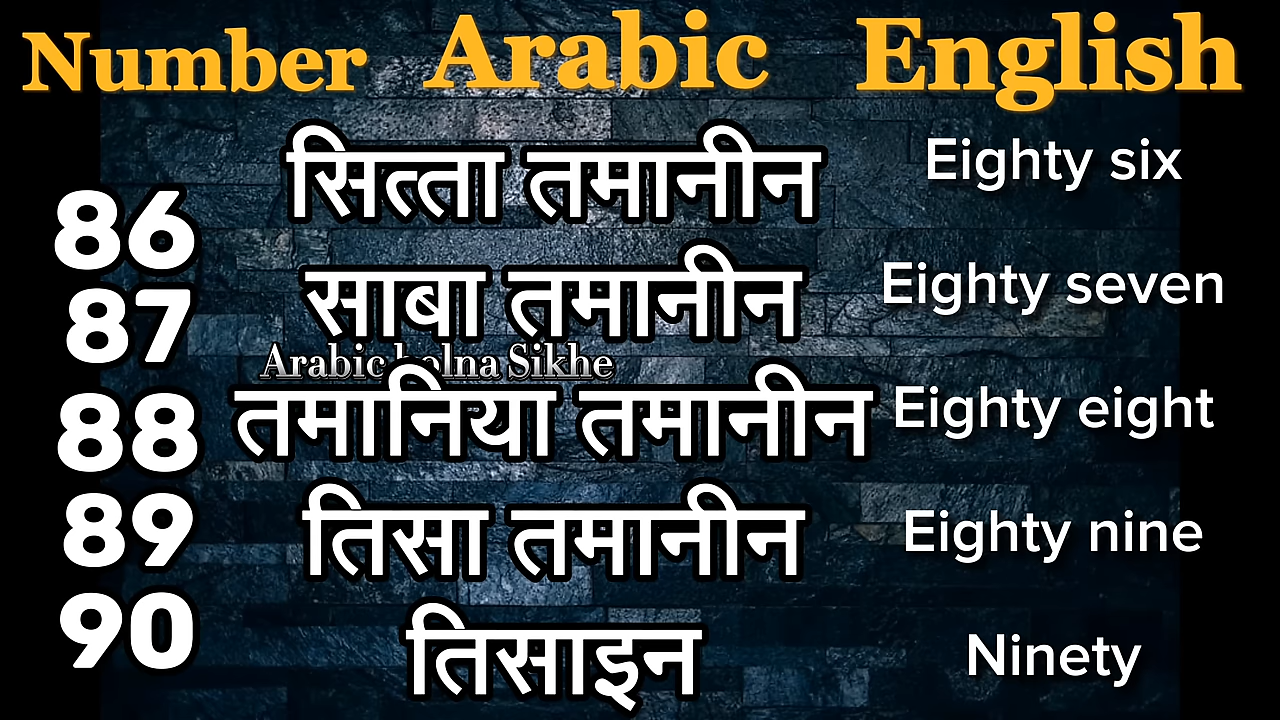 Number Arabic English
86 सित्ता तमानीन Eighty six
87 साबा तमानीन Eighty seven
Arabic bolna Sikhe
88 तमानिया तमानीन Eighty eight
89 तिसा तमानीन Eighty nine
90 तिसाइन Ninety